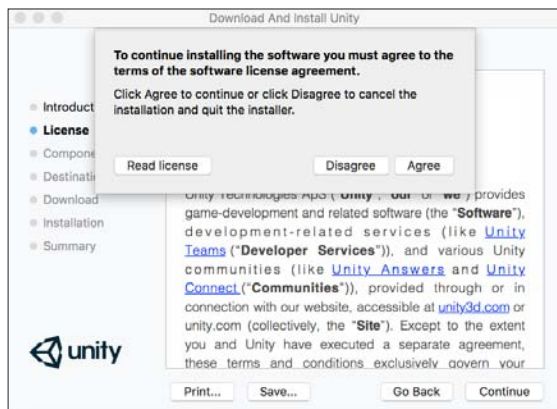 Download And Install Unity
To continue installing the software you must agree to the
terms of the software license agreement.
Click Agree to continue or click Disagree to cancel the
installation and quit the installer.
Read license
Disagree
Agree
Introduct
License
Compone
Destinati
Download
Installation
Summary
Unity Technologies ApS ("Unity", "our" or "we") provides
game-development and related software (the "Software"),
development-related services (like Unity
Teams ("Developer Services")), and various Unity
communities (like Unity Answers and Unity
Connect ("Communities")), provided through or in
connection with our website, accessible at unity3d.com or
unity.com (collectively, the "Site"). Except to the extent
you and Unity have executed a separate agreement,
these terms and conditions exclusively govern your
unity
Print...
Save...
Go Back
Continue